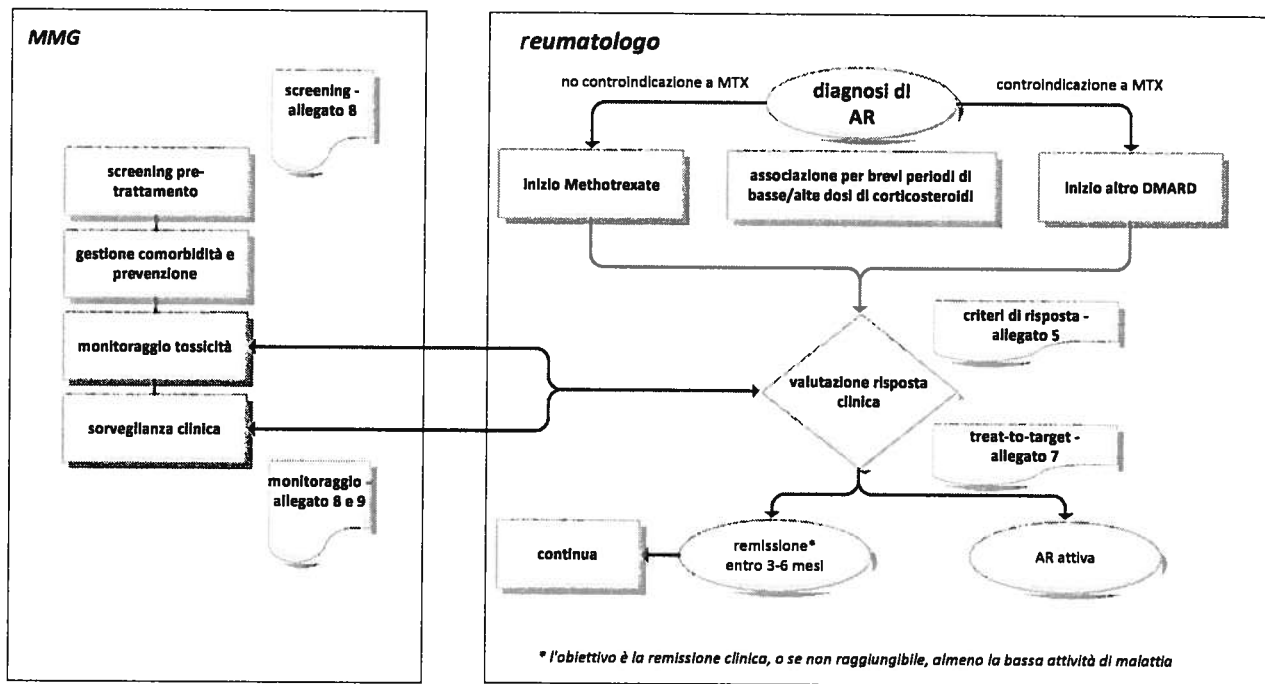 MMG
screening -
allegato 8
screening pre-
trattamento
gestione comorbidità e
prevenzione
monitoraggio tossicità
sorveglianza clinica
monitoraggio -
allegato 8 e 9
reumatologo
no controindicazione a MTX
diagnosi di
AR
controindicazione a MTX
inizio Methotrexate
associazione per brevi periodi di
basse/alte dosi di corticosteroidi
inizio altro DMARD
criteri di risposta -
allegato 5
valutazione risposta
clinica
treat-to-target -
allegato 7
continua
remissione*
entro 3-6 mesi
AR attiva
* l'obiettivo è la remissione clinica, o se non raggiungibile, almeno la bassa attività di malattia